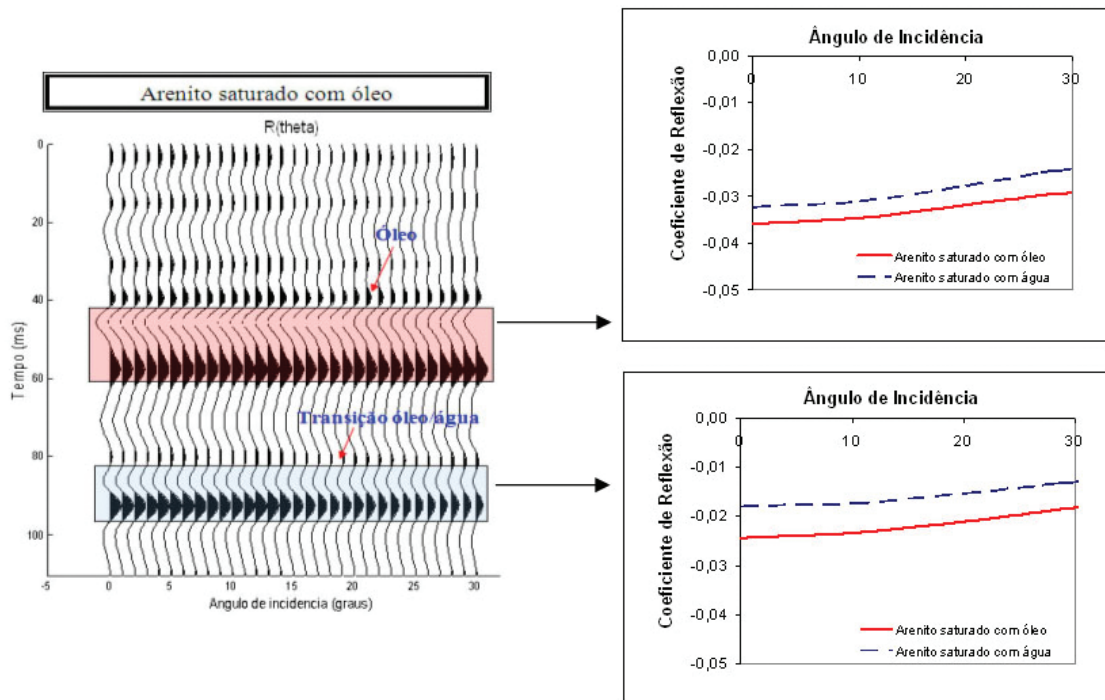 Arenito saturado com óleo
R(theta)
0
20
40
60
80
100
Tempo (ms)
Óleo
Transição óleo/água
-5 0 5 10 15 20 25 30
Angulo de incidencia (graus)
Ângulo de Incidência
0,00
-0,01
-0,02
-0,03
-0,04
-0,05
0 10 20 30
Coeficiente de Reflexão
Arenito saturado com óleo
Arenito saturado com água
Ângulo de Incidência
0,00
-0,01
-0,02
-0,03
-0,04
-0,05
0 10 20 30
Coeficiente de Reflexão
Arenito saturado com óleo
Arenito saturado com água